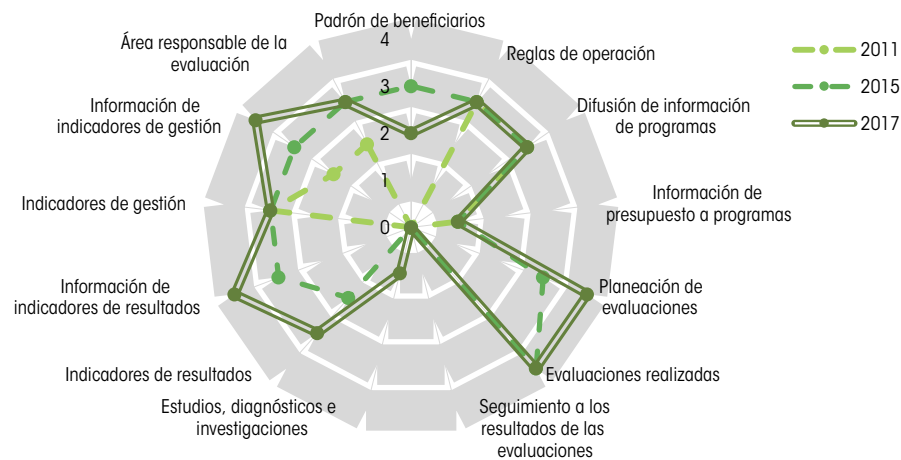 Padrón de beneficiarios
Reglas de operación
Difusión de información
de programas
Información de
presupuesto a programas
Planeación de
evaluaciones
Evaluaciones realizadas
Seguimiento a los
resultados de las
evaluaciones
Estudios, diagnósticos e
investigaciones
Indicadores de resultados
Información de
indicadores de resultados
Indicadores de gestión
Información de
indicadores de gestión
Área responsable de la
evaluación
4
3
2
1
0
2011
2015
2017